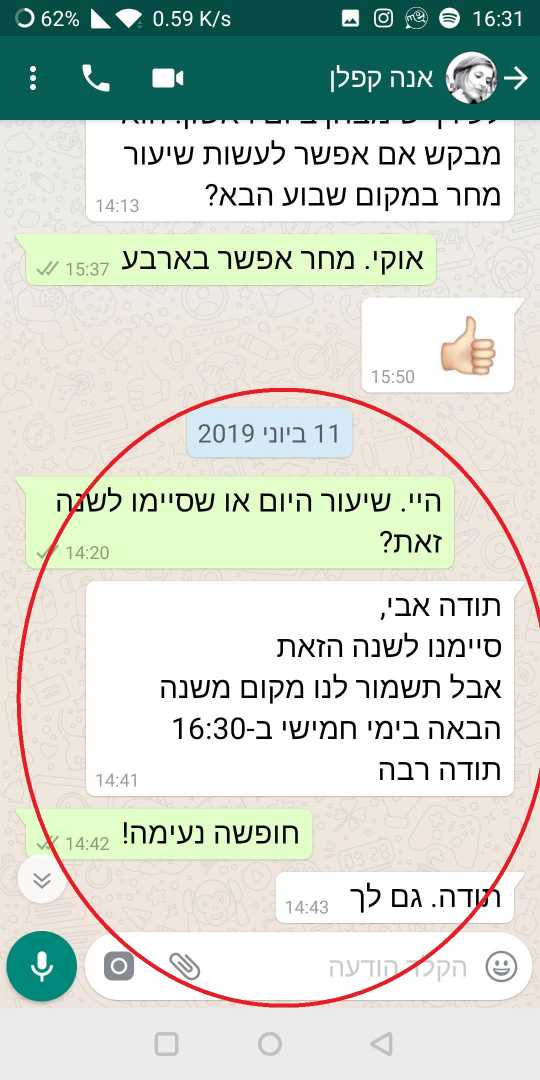 62% 0.59 K/s 16:31
אנה קפלן
מבקש אם אפשר לעשות שיעור
מחר במקום שבוע הבא?
14:13
אוקי. מחר אפשר בארבע
15:37
15:50
11 ביוני 2019
היי. שיעור היום או שסיימו לשנה
זאת?
14:20
תודה אבי,
סיימנו לשנה הזאת
אבל תשמור לנו מקום משנה
הבאה בימי חמישי ב-16:30
תודה רבה
14:41
חופשה נעימה!
14:42
תודה. גם לך
14:43
הקלד הודעה